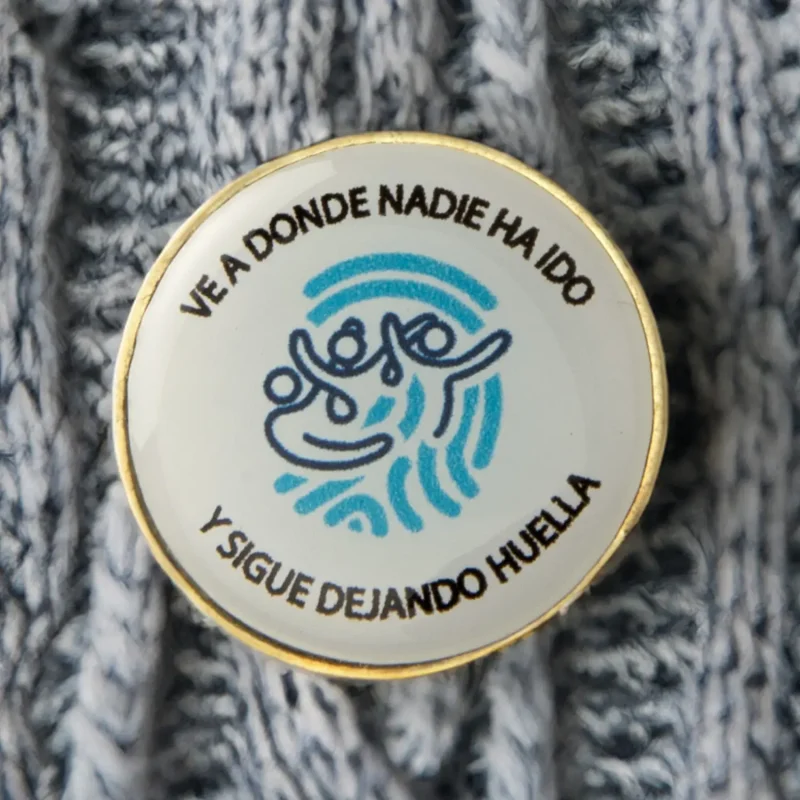 VE A DONDE NADIE HA IDO
Y SIGUE DEJANDO HUELLA